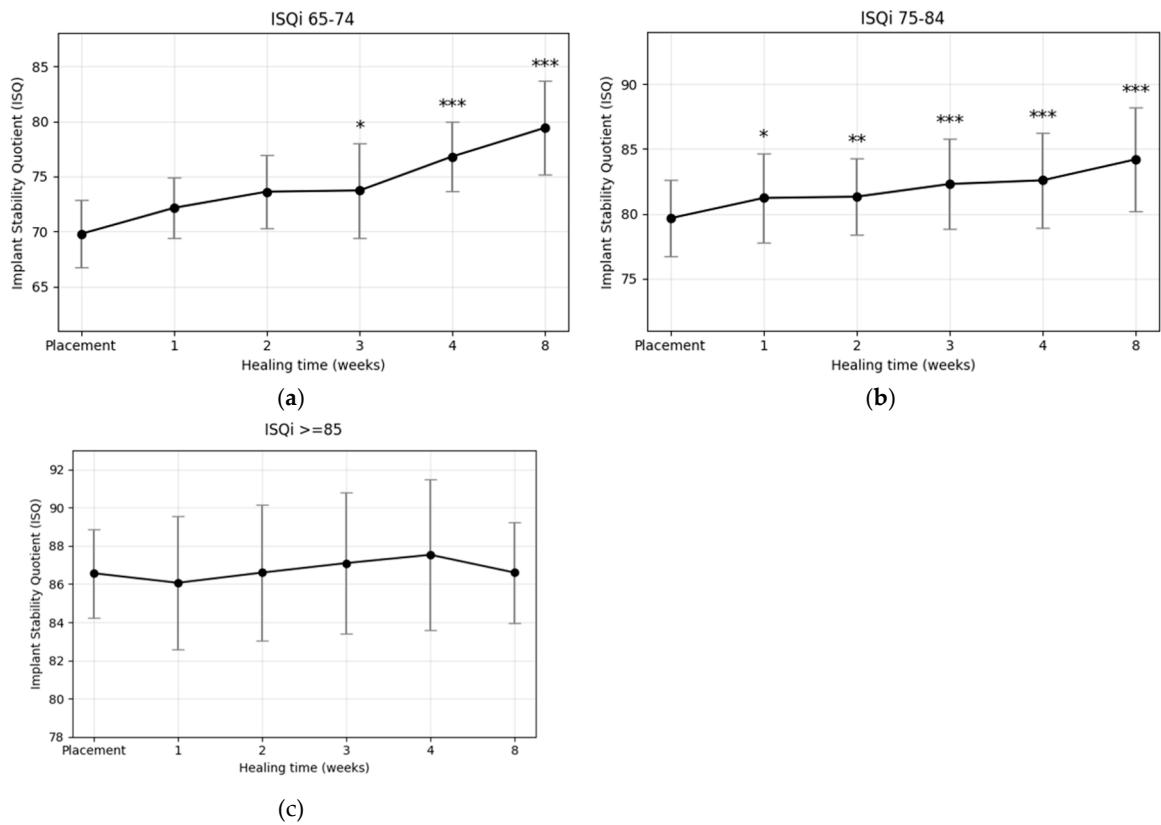 ISQi 65-74
Implant Stability Quotient (ISQ)
85
80
75
70
65
*
***
***
Placement 1 2 3 4 8
Healing time (weeks)
(a)
ISQi 75-84
Implant Stability Quotient (ISQ)
90
85
80
75
*
**
***
***
***
Placement 1 2 3 4 8
Healing time (weeks)
(b)
ISQi >=85
Implant Stability Quotient (ISQ)
92
90
88
86
84
82
80
78
Placement 1 2 3 4 8
Healing time (weeks)
(c)